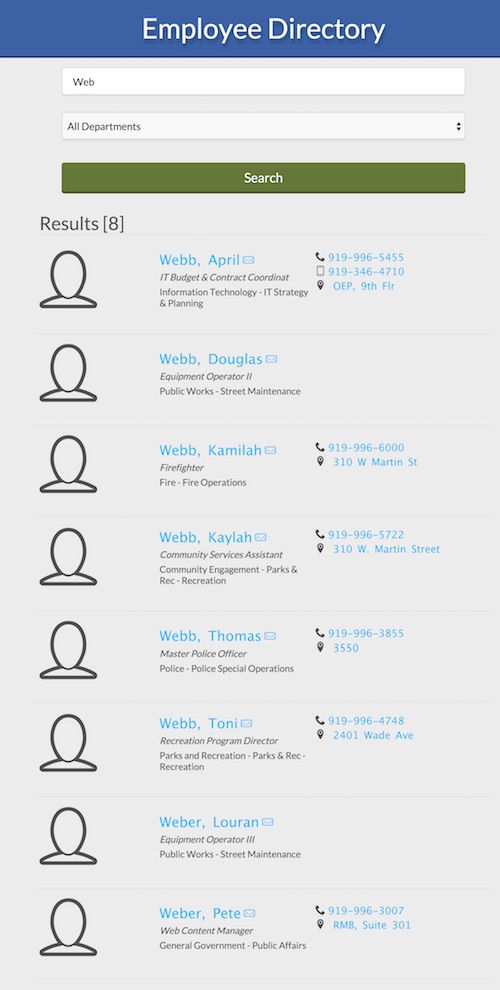 Employee Directory
Web
All Departments
Search
Results [8]
Webb, April
IT Budget & Contract Coordinat
Information Technology - IT Strategy
& Planning
919-996-5455
919-346-4710
OEP, 9th Flr
Webb, Douglas
Equipment Operator II
Public Works - Street Maintenance
Webb, Kamilah
Firefighter
Fire - Fire Operations
919-996-6000
310 W Martin St
Webb, Kaylah
Community Services Assistant
Community Engagement - Parks &
Rec - Recreation
919-996-5722
310 W. Martin Street
Webb, Thomas
Master Police Officer
Police - Police Special Operations
919-996-3855
3550
Webb, Toni
Recreation Program Director
Parks and Recreation - Parks & Rec -
Recreation
919-996-4748
2401 Wade Ave
Weber, Louran
Equipment Operator III
Public Works - Street Maintenance
Weber, Pete
Web Content Manager
General Government - Public Affairs
919-996-3007
RMB, Suite 301